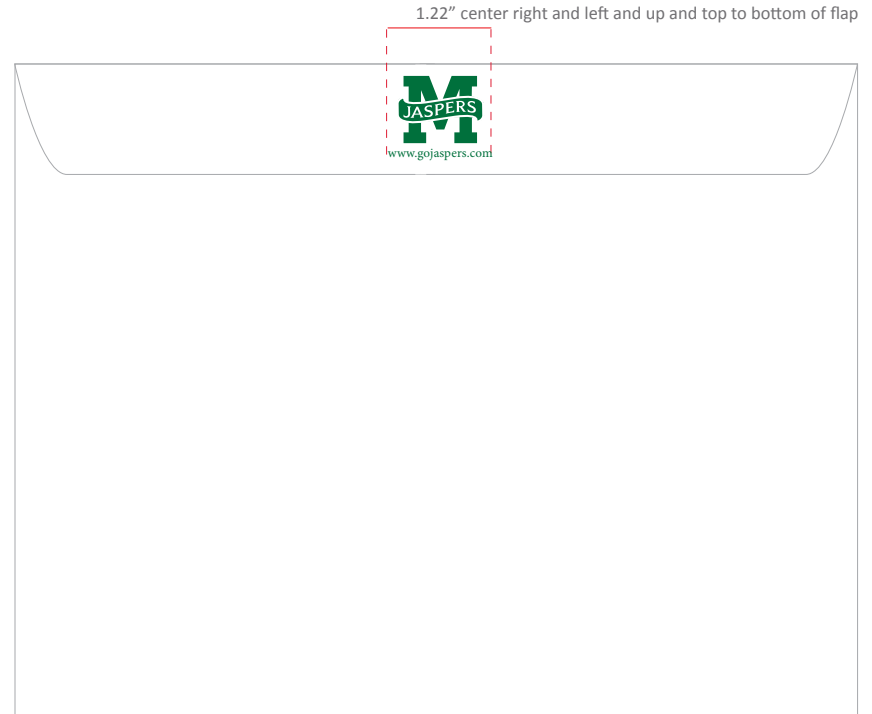 1.22” center right and left and up and top to bottom of flap
M
JASPERS
www.gojaspers.com